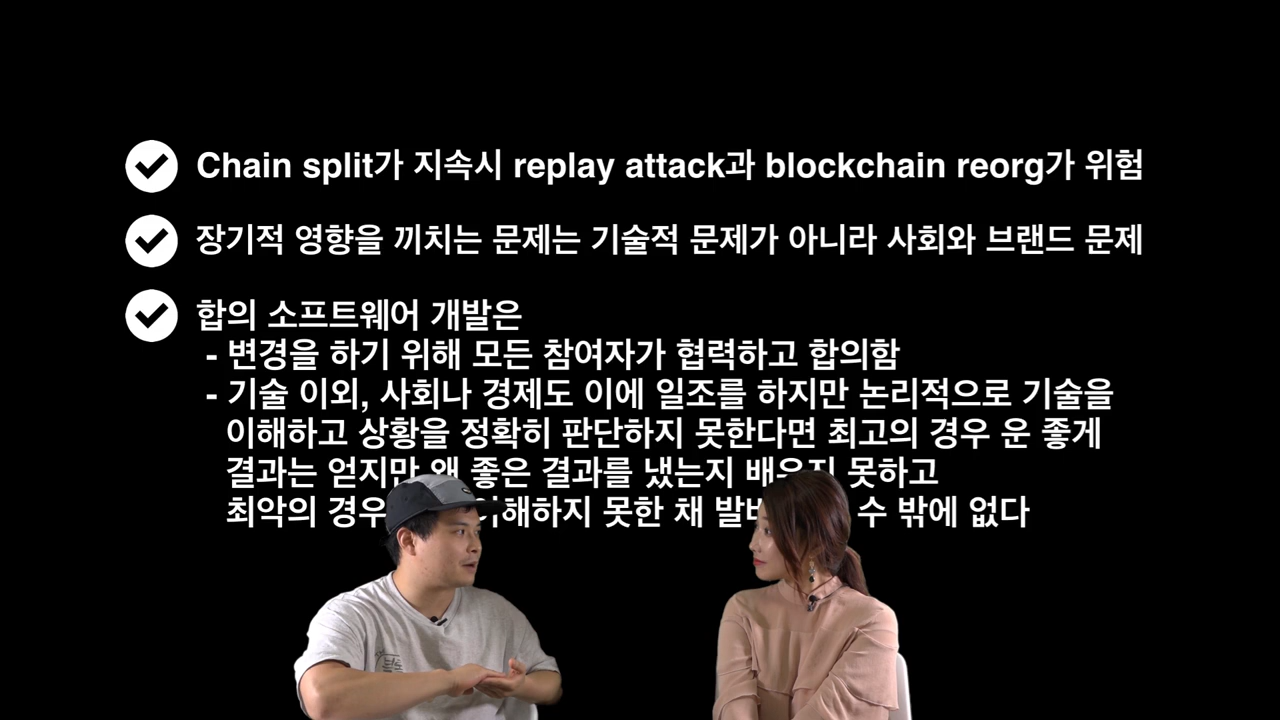 Chain split가 지속시 replay attack과 blockchain reorg가 위험
장기적 영향을 끼치는 문제는 기술적 문제가 아니라 사회와 브랜드 문제
합의 소프트웨어 개발은
- 변경을 하기 위해 모든 참여자가 협력하고 합의함
- 기술 이외, 사회나 경제도 이에 일조를 하지만 논리적으로 기술을
이해하고 상황을 정확히 판단하지 못한다면 최고의 경우 운 좋게
결과는 얻지만 왜 좋은 결과를 냈는지 배우지 못하고
최악의 경우 이해하지 못한 채 수 밖에 없다